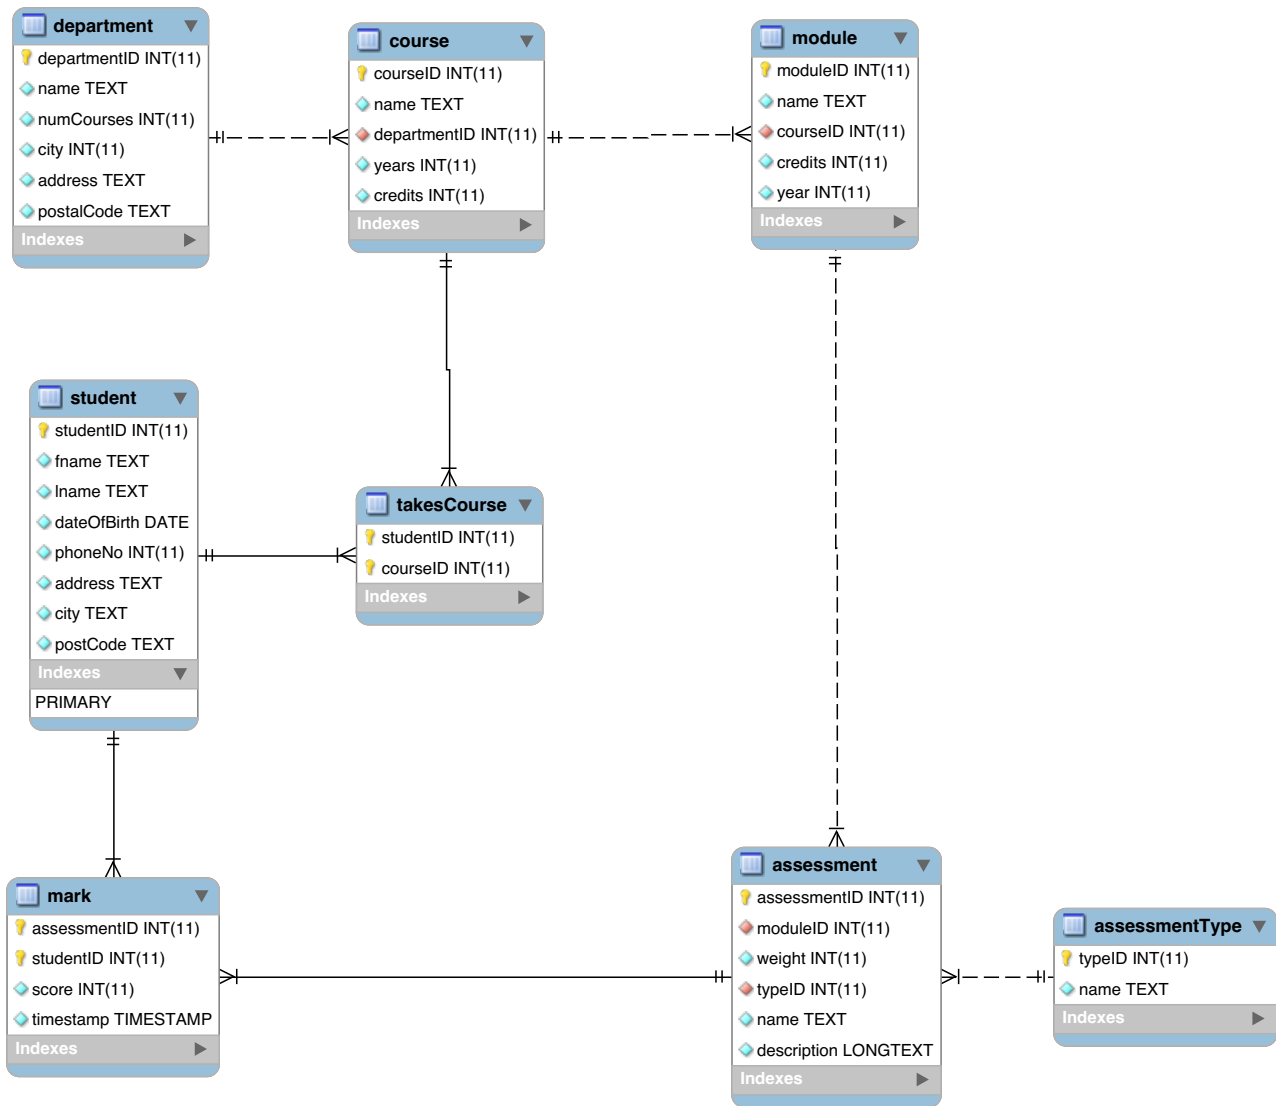 department
departmentID INT(11)
name TEXT
numCourses INT(11)
city INT(11)
address TEXT
postalCode TEXT
Indexes
course
courseID INT(11)
name TEXT
departmentID INT(11)
years INT(11)
credits INT(11)
Indexes
module
moduleID INT(11)
name TEXT
courseID INT(11)
credits INT(11)
year INT(11)
Indexes
student
studentID INT(11)
fname TEXT
lname TEXT
dateOfBirth DATE
phoneNo INT(11)
address TEXT
city TEXT
postCode TEXT
Indexes
PRIMARY
takesCourse
studentID INT(11)
courseID INT(11)
Indexes
mark
assessmentID INT(11)
studentID INT(11)
score INT(11)
timestamp TIMESTAMP
Indexes
assessment
assessmentID INT(11)
moduleID INT(11)
weight INT(11)
typeID INT(11)
name TEXT
description LONGTEXT
Indexes
assessmentType
typeID INT(11)
name TEXT
Indexes